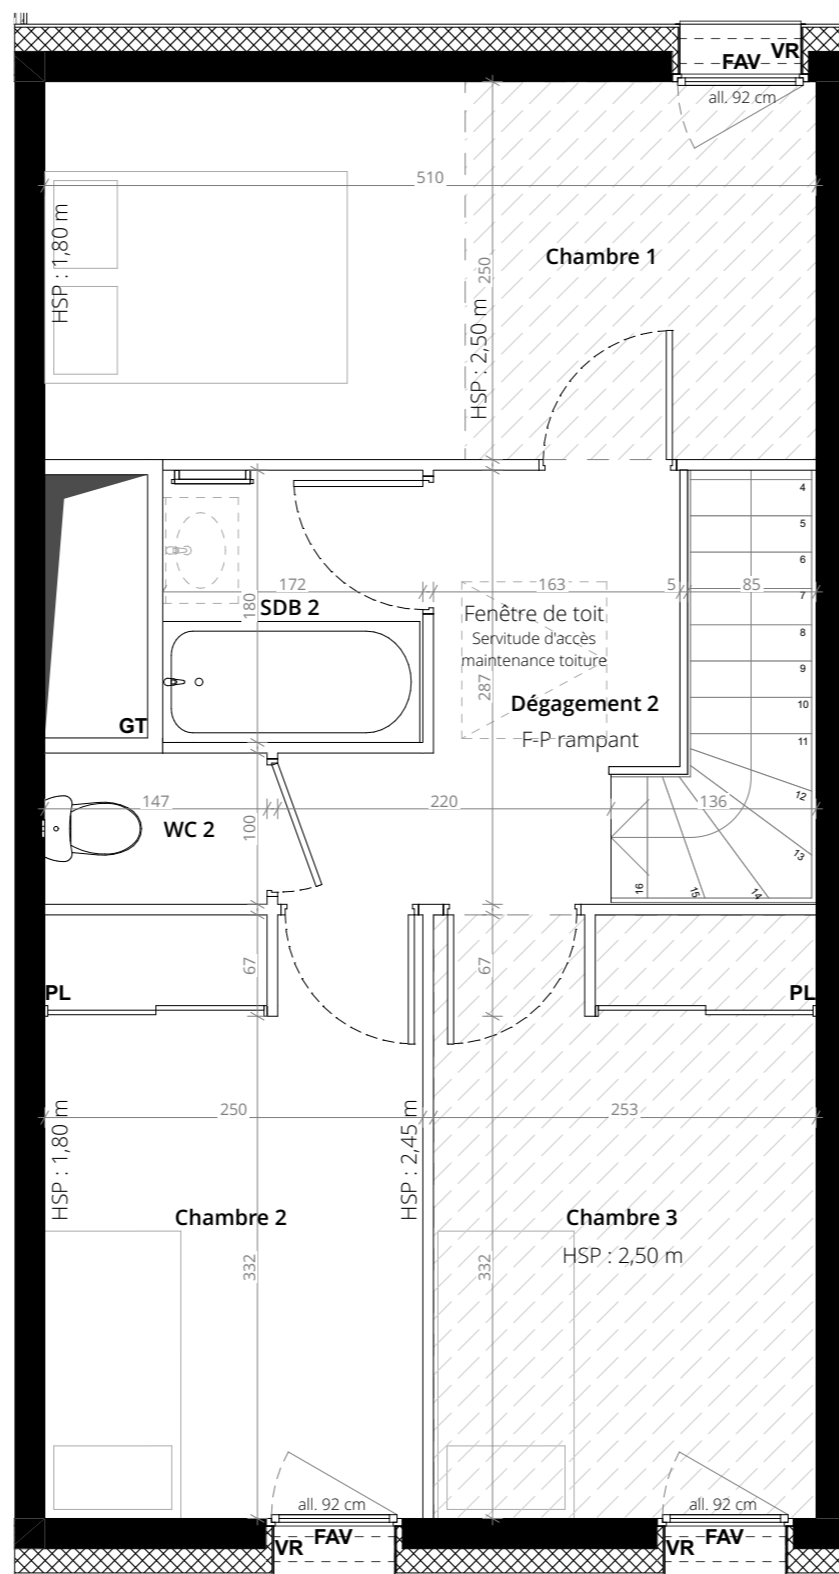 VR
FAV
all. 92 cm
510
HSP : 1,80 m
Chambre 1
250
HSP : 2,50 m
4
5
6
172
163
5
85
7
180
SDB 2
Fenêtre de toit
Servitude d'accès
maintenance toiture
8
9
287
Dégagement 2
10
GT
F-P rampant
11
12
147
220
136
100
WC 2
13
16
15
14
67
67
PL
PL
250
253
HSP : 1,80 m
HSP : 2,45 m
Chambre 2
Chambre 3
HSP : 2,50 m
332
332
all. 92 cm
all. 92 cm
FAV
FAV
VR
VR